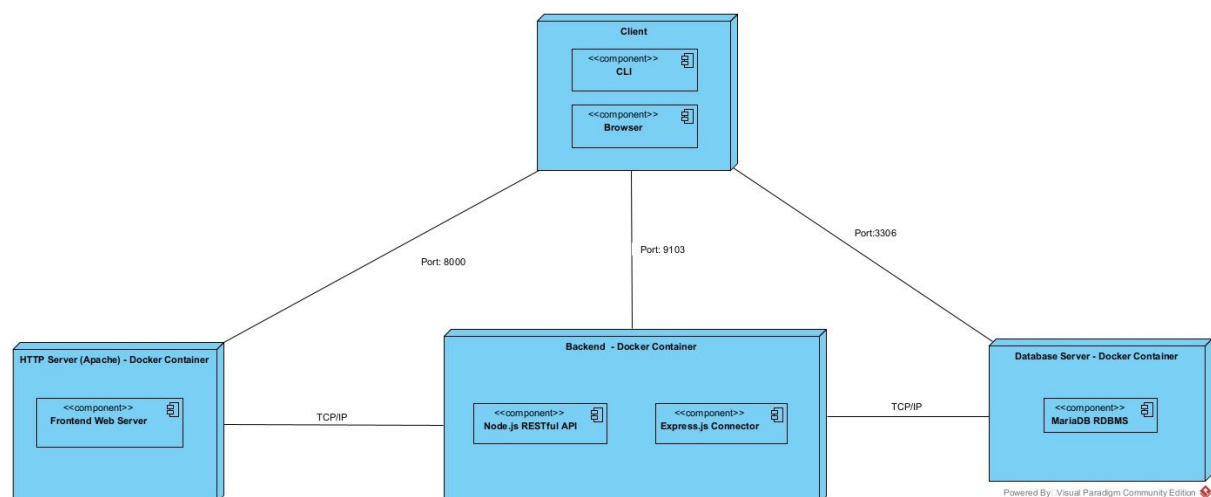 Client
<<component>>
CLI
<<component>>
Browser
Port: 8000
Port: 9103
Port:3306
HTTP Server (Apache) - Docker Container
<<component>>
Frontend Web Server
TCP/IP
Backend - Docker Container
<<component>>
Node.js RESTful API
<<component>>
Express.js Connector
TCP/IP
Database Server - Docker Container
<<component>>
MariaDB RDBMS
Powered By: Visual Paradigm Community Edition